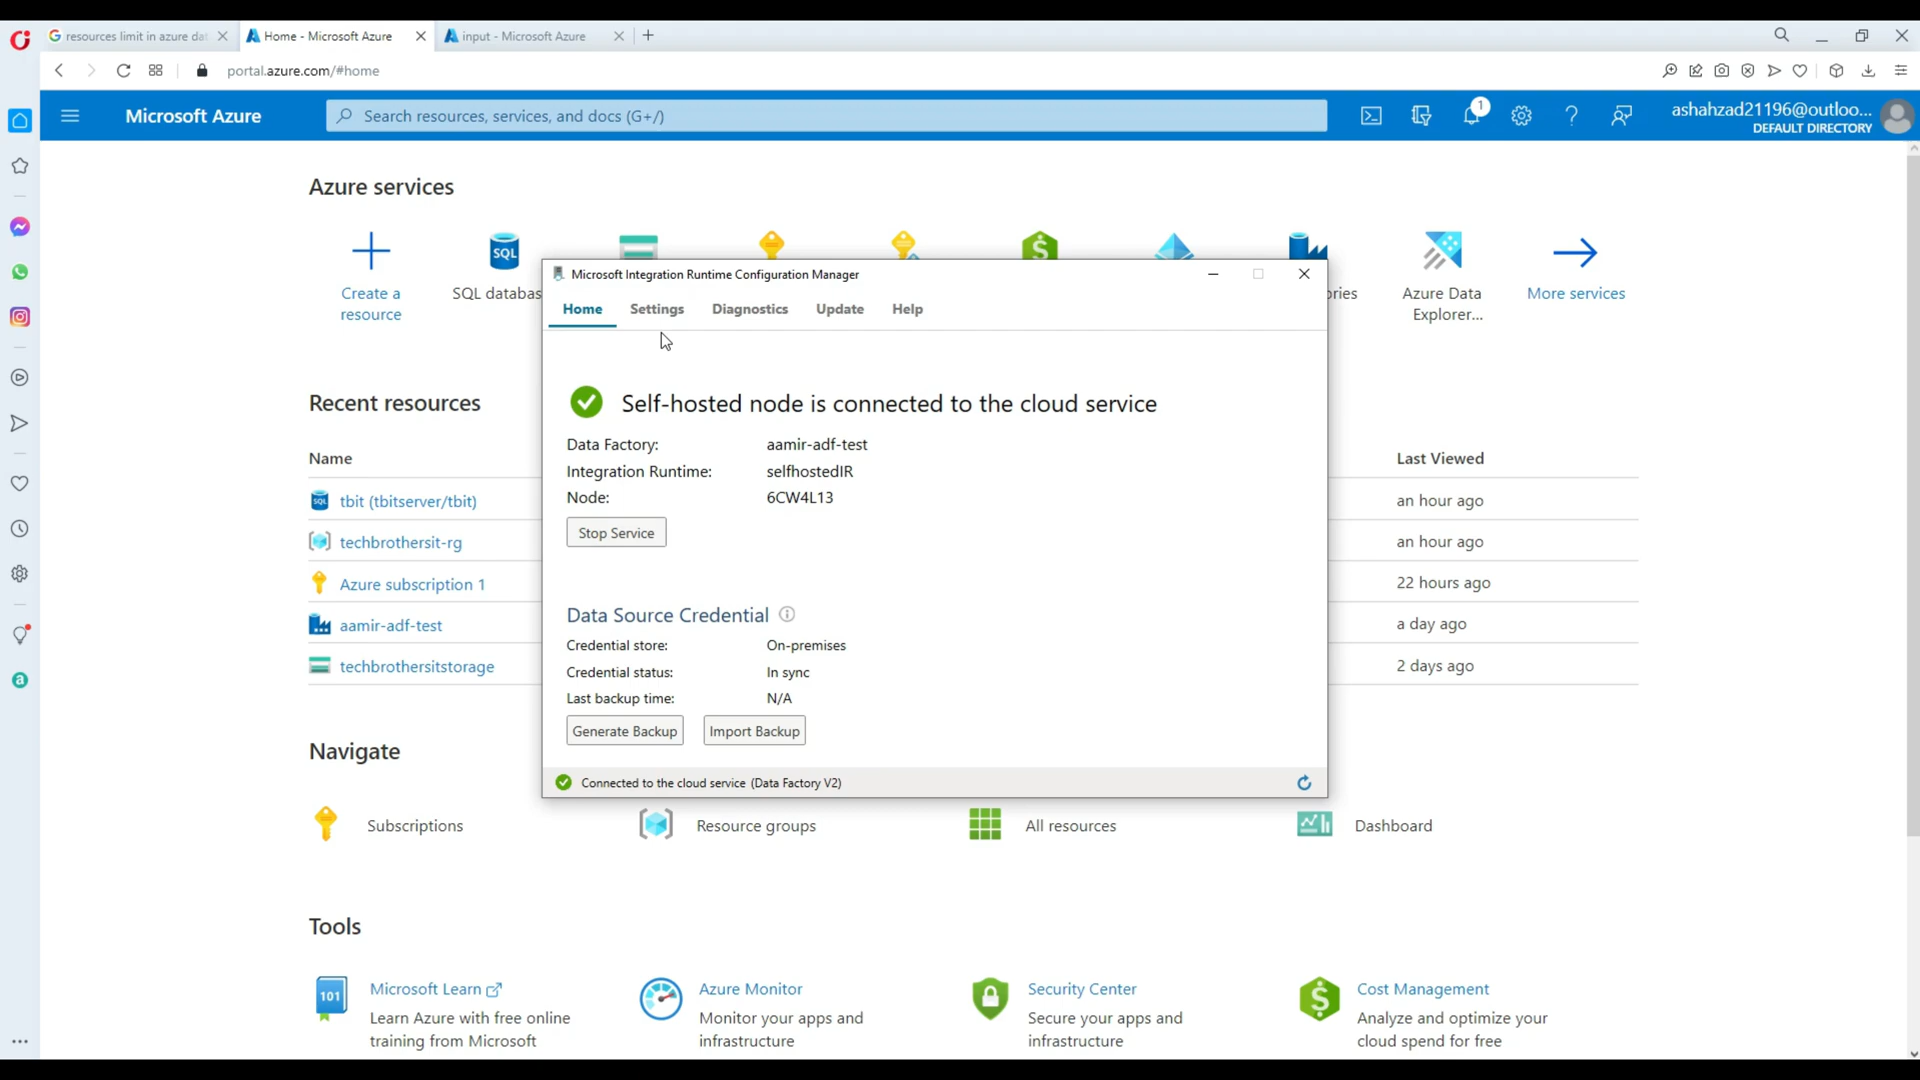 resources limit in azure dat
Home - Microsoft Azure
input - Microsoft Azure
portal.azure.com/#home
Microsoft Azure
Search resources, services, and docs (G+/)
1
ashahzad21196@outloo...
DEFAULT DIRECTORY
Azure services
SQL
Create a
resource
SQL databas
ories
Azure Data
Explorer...
More services
Microsoft Integration Runtime Configuration Manager
Home
Settings
Diagnostics
Update
Help
Self-hosted node is connected to the cloud service
Data Factory: aamir-adf-test
Integration Runtime: selfhostedIR
Node: 6CW4L13
Stop Service
Data Source Credential
Credential store: On-premises
Credential status: In sync
Last backup time: N/A
Generate Backup
Import Backup
Connected to the cloud service (Data Factory V2)
Recent resources
Name
Last Viewed
tbit (tbitserver/tbit)
an hour ago
techbrothersit-rg
an hour ago
Azure subscription 1
22 hours ago
aamir-adf-test
a day ago
techbrothersitstorage
2 days ago
Navigate
Subscriptions
Resource groups
All resources
Dashboard
Tools
101
Microsoft Learn
Learn Azure with free online
training from Microsoft
Azure Monitor
Monitor your apps and
infrastructure
Security Center
Secure your apps and
infrastructure
Cost Management
Analyze and optimize your
cloud spend for free